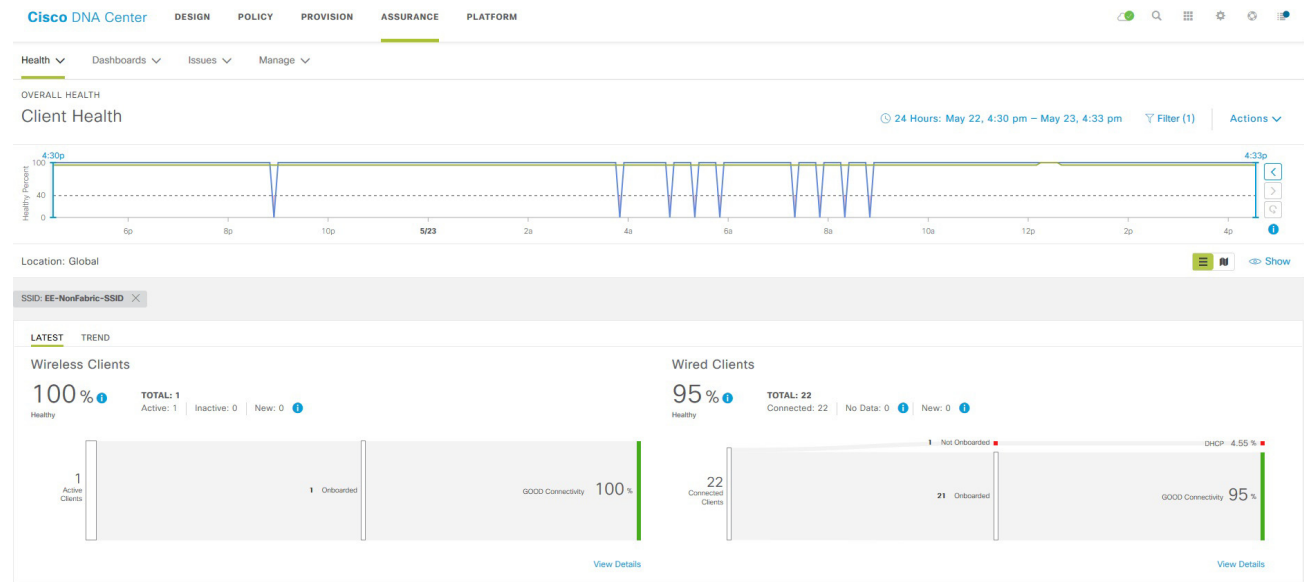 Cisco DNA Center DESIGN POLICY PROVISION ASSURANCE PLATFORM
Health Dashboards Issues Manage
OVERALL HEALTH
Client Health
24 Hours: May 22, 4:30 pm – May 23, 4:33 pm Filter (1) Actions
4:30p 4:33p
Healthy Percent
100
40
0
6p 8p 10p 5/23 2a 4a 6a 8a 10a 12p 2p 4p
Location: Global Show
SSID: EE-NonFabric-SSID
LATEST TREND
Wireless Clients
100 %
Healthy
TOTAL: 1
Active: 1 Inactive: 0 New: 0
1
Active
Clients
1 Onboarded
GOOD Connectivity 100 %
View Details
Wired Clients
95 %
Healthy
TOTAL: 22
Connected: 22 No Data: 0 New: 0
1 Not Onboarded
DHCP 4.55 %
22
Connected
Clients
21 Onboarded
GOOD Connectivity 95 %
View Details